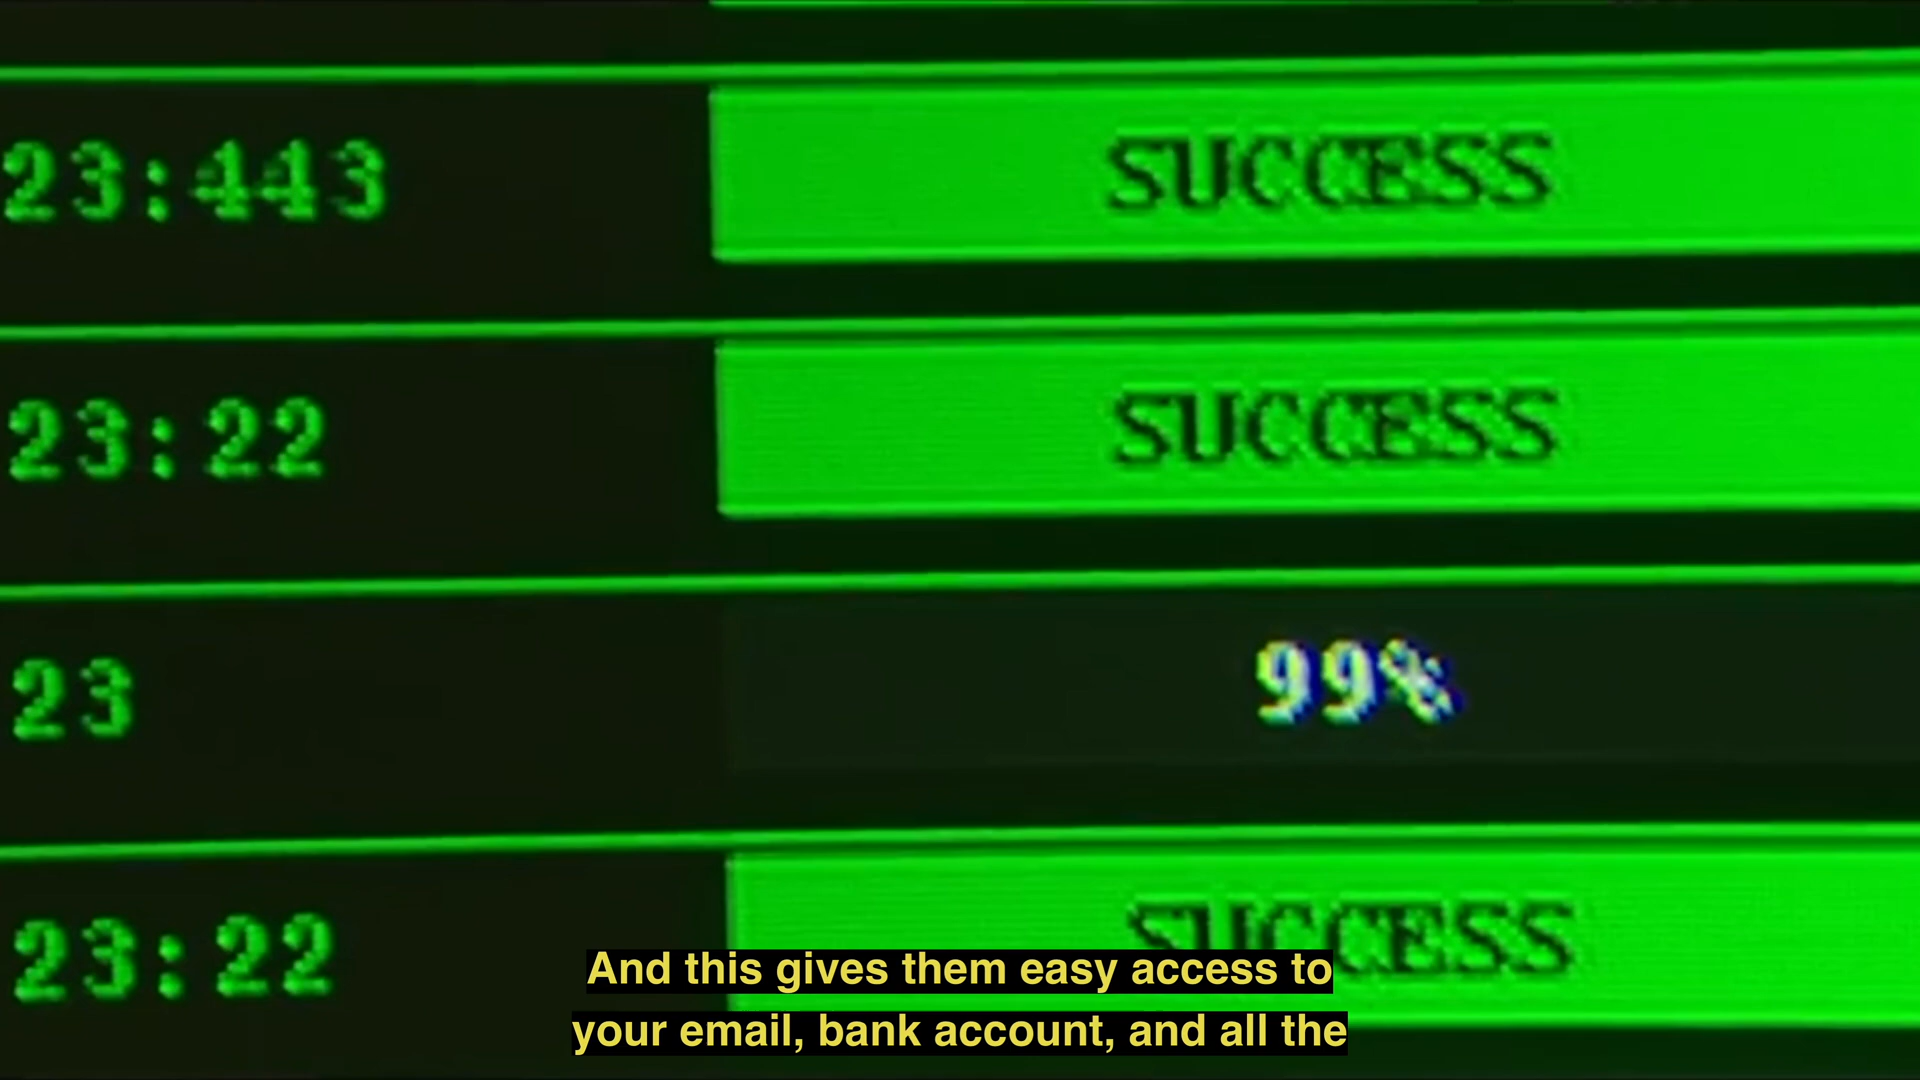 23:443 SUCCESS
23:22 SUCCESS
23 99%
23:22 SUCCESS
And this gives them easy access to
your email, bank account, and all the